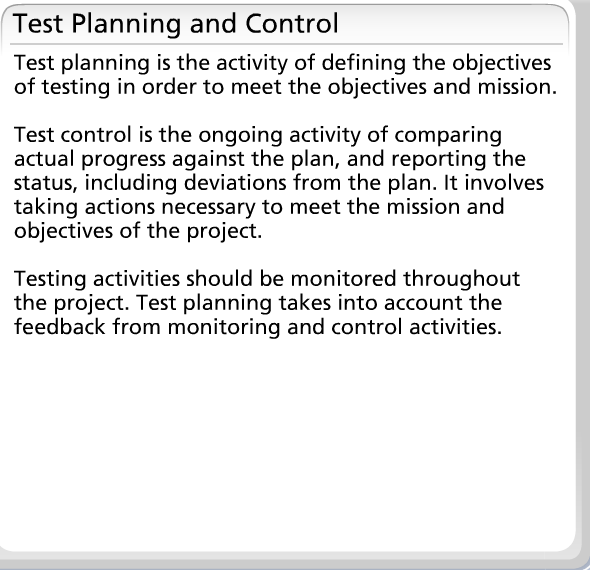 Test Planning and Control
Test planning is the activity of defining the objectives
of testing in order to meet the objectives and mission.
Test control is the ongoing activity of comparing
actual progress against the plan, and reporting the
status, including deviations from the plan. It involves
taking actions necessary to meet the mission and
objectives of the project.
Testing activities should be monitored throughout
the project. Test planning takes into account the
feedback from monitoring and control activities.